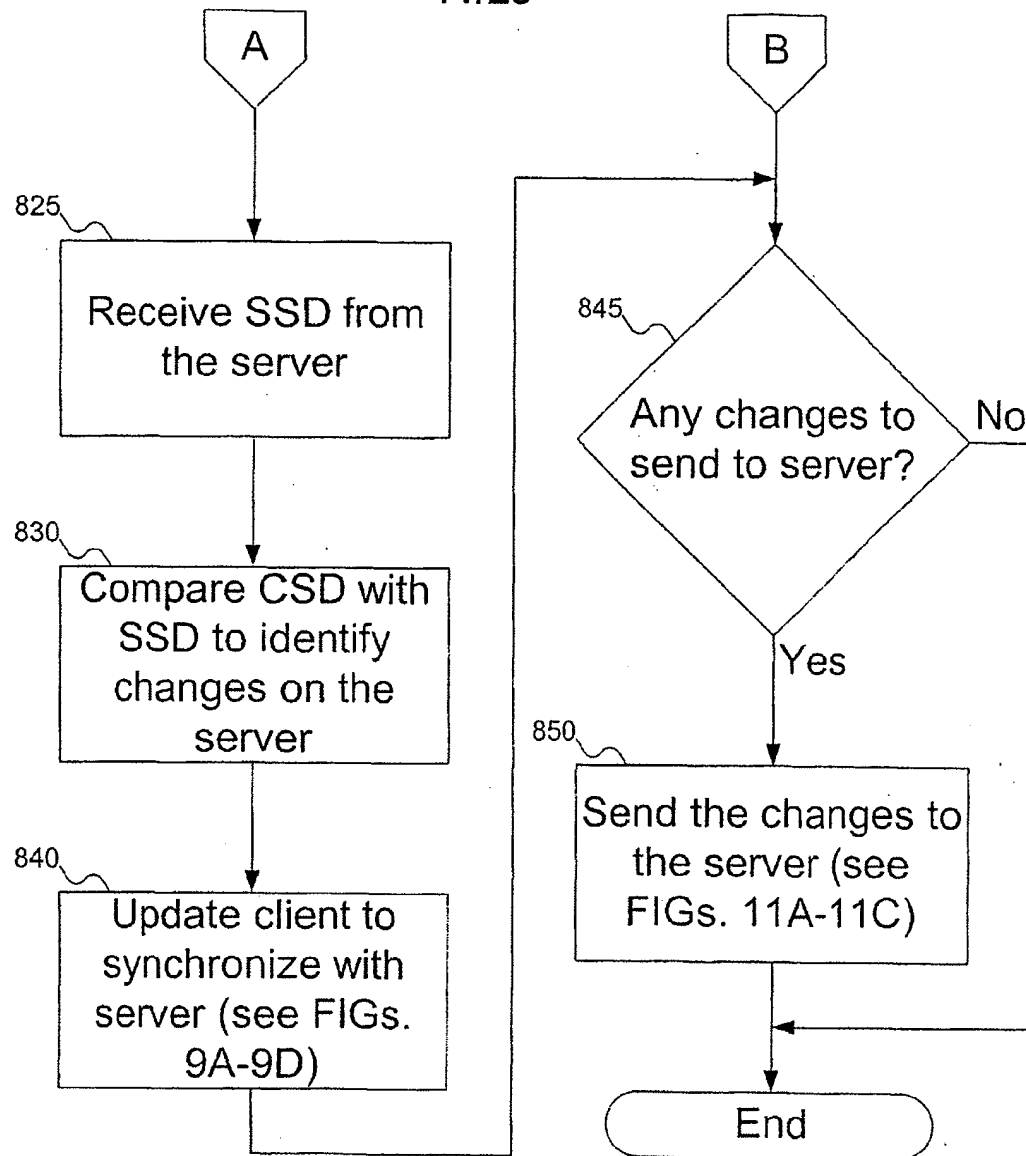 A
825
Receive SSD from
the server
830
Compare CSD with
SSD to identify
changes on the
server
840
Update client to
synchronize with
server (see FIGs.
9A-9D)
B
845
Any changes to
send to server?
No
Yes
850
Send the changes to
the server (see
FIGs. 11A-11C)
End